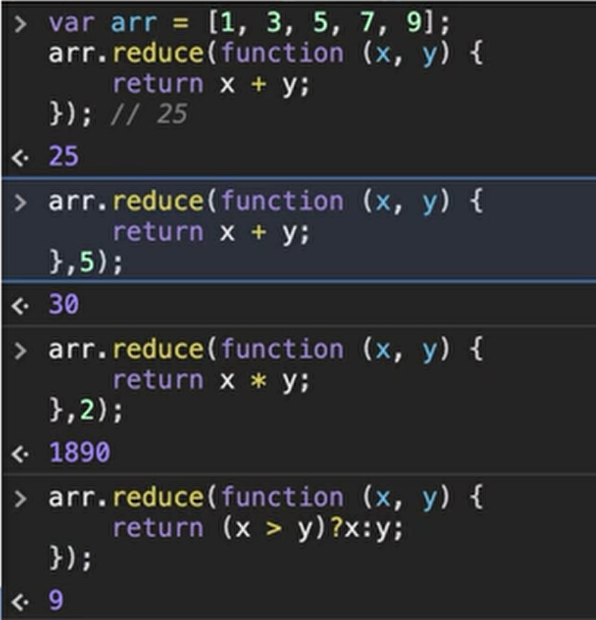 > var arr = [1, 3, 5, 7, 9];
arr.reduce(function (x, y) {
    return x + y;
}); // 25
<· 25
> arr.reduce(function (x, y) {
    return x + y;
},5);
<· 30
> arr.reduce(function (x, y) {
    return x * y;
},2);
<· 1890
> arr.reduce(function (x, y) {
    return (x > y)?x:y;
});
<· 9